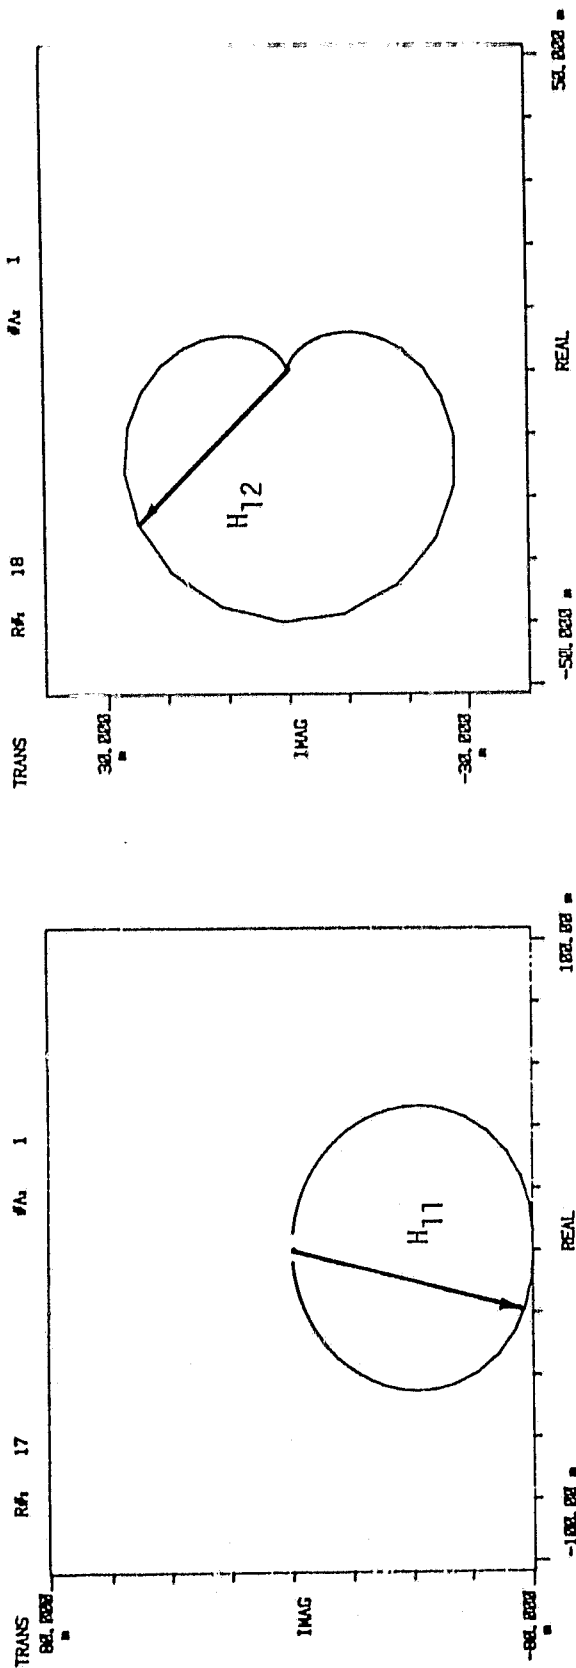 TRANS R#: 17 #A: 1
80.000
m
IMAG
H11
-80.000
m
-100.00 m REAL 100.00 m
TRANS R#: 18 #A: 1
30.000
m
IMAG
H12
-30.000
m
-50.000 m REAL 50.000 m